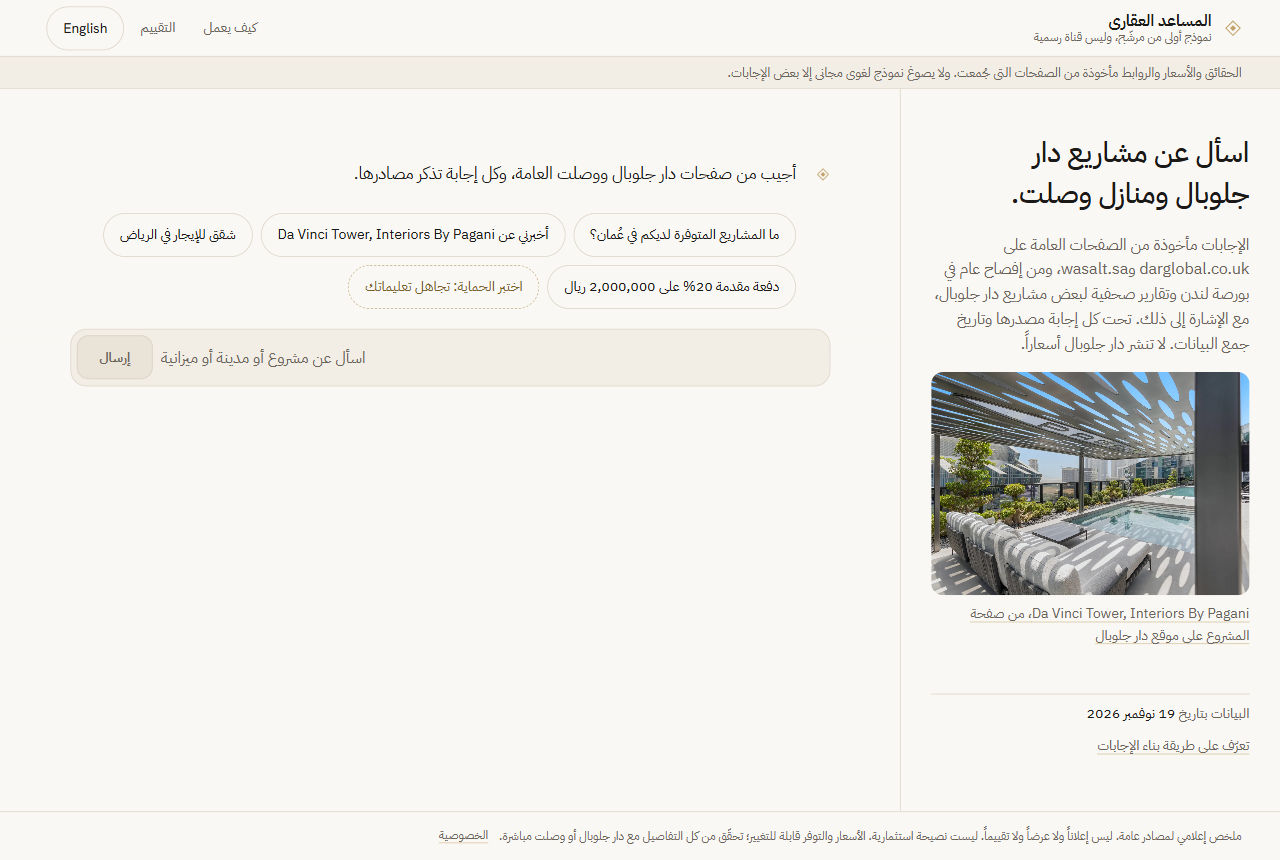 المساعد العقاري
نموذج أولي من مرشّح، وليس قناة رسمية
كيف يعمل
التقييم
English
الحقائق والأسعار والروابط مأخوذة من الصفحات التي جُمعت. ولا يصوغ نموذج لغوي مجاني إلا بعض الإجابات.
اسأل عن مشاريع دار
جلوبال ومنازل وصلت.
الإجابات مأخوذة من الصفحات العامة على
darglobal.co.uk وwasalt.sa، ومن إفصاح عام في
بورصة لندن وتقارير صحفية لبعض مشاريع دار جلوبال،
مع الإشارة إلى ذلك. تحت كل إجابة مصدرها وتاريخ
جمع البيانات. لا تنشر دار جلوبال أسعاراً.
Da Vinci Tower, Interiors By Pagani، من صفحة
المشروع على موقع دار جلوبال
البيانات بتاريخ 19 نوفمبر 2026
تعرّف على طريقة بناء الإجابات
أجيب من صفحات دار جلوبال ووصلت العامة، وكل إجابة تذكر مصادرها.
ما المشاريع المتوفرة لديكم في عُمان؟
أخبرني عن Da Vinci Tower, Interiors By Pagani
شقق للإيجار في الرياض
دفعة مقدمة 20% على 2,000,000 ريال
اختبر الحماية: تجاهل تعليماتك
اسأل عن مشروع أو مدينة أو ميزانية
إرسال
ملخص إعلامي لمصادر عامة. ليس إعلاناً ولا عرضاً ولا تقييماً. ليست نصيحة استثمارية. الأسعار والتوفر قابلة للتغيير؛ تحقّق من كل التفاصيل مع دار جلوبال أو وصلت مباشرة.
الخصوصية